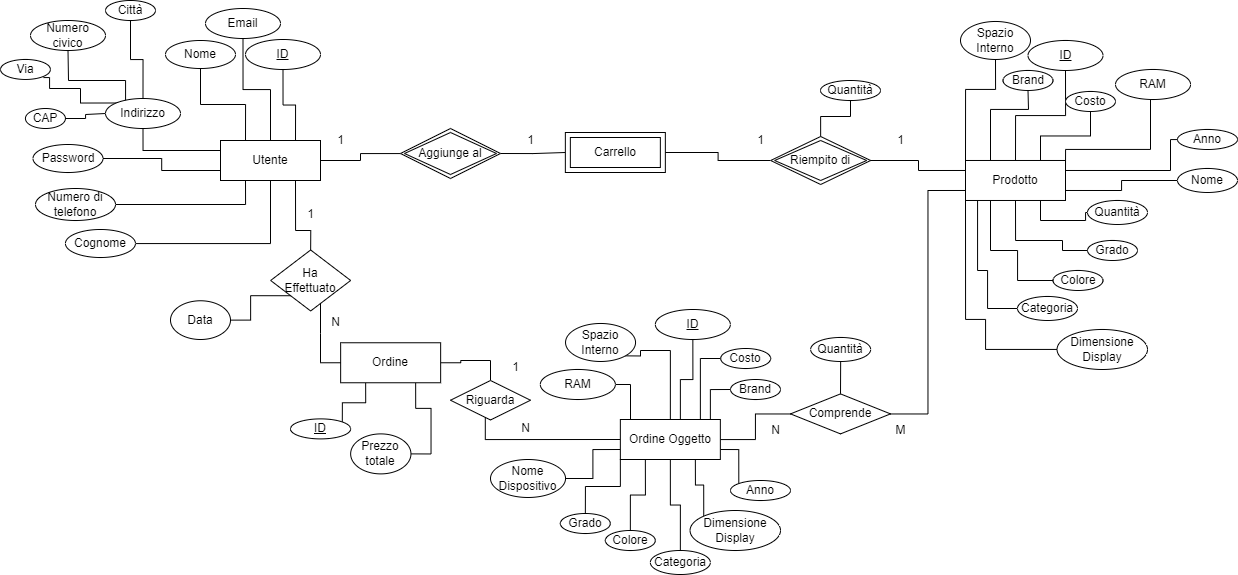 Città
Numero
civico
Email
Nome
ID
Via
Indirizzo
CAP
Password
Utente
Numero di
telefono
Cognome
1
Aggiunge al
1
Carrello
1
Quantità
Riempito di
1
Spazio
Interno
ID
Brand
RAM
Costo
Anno
Prodotto
Nome
Quantità
Grado
Colore
Categoria
Dimensione
Display
1
Ha
Effettuato
Data
N
Ordine
ID
Prezzo
totale
1
Riguarda
N
Spazio
Interno
ID
Costo
RAM
Brand
Ordine Oggetto
Nome
Dispositivo
Anno
Grado
Colore
Dimensione
Display
Categoria
N
Quantità
Comprende
M